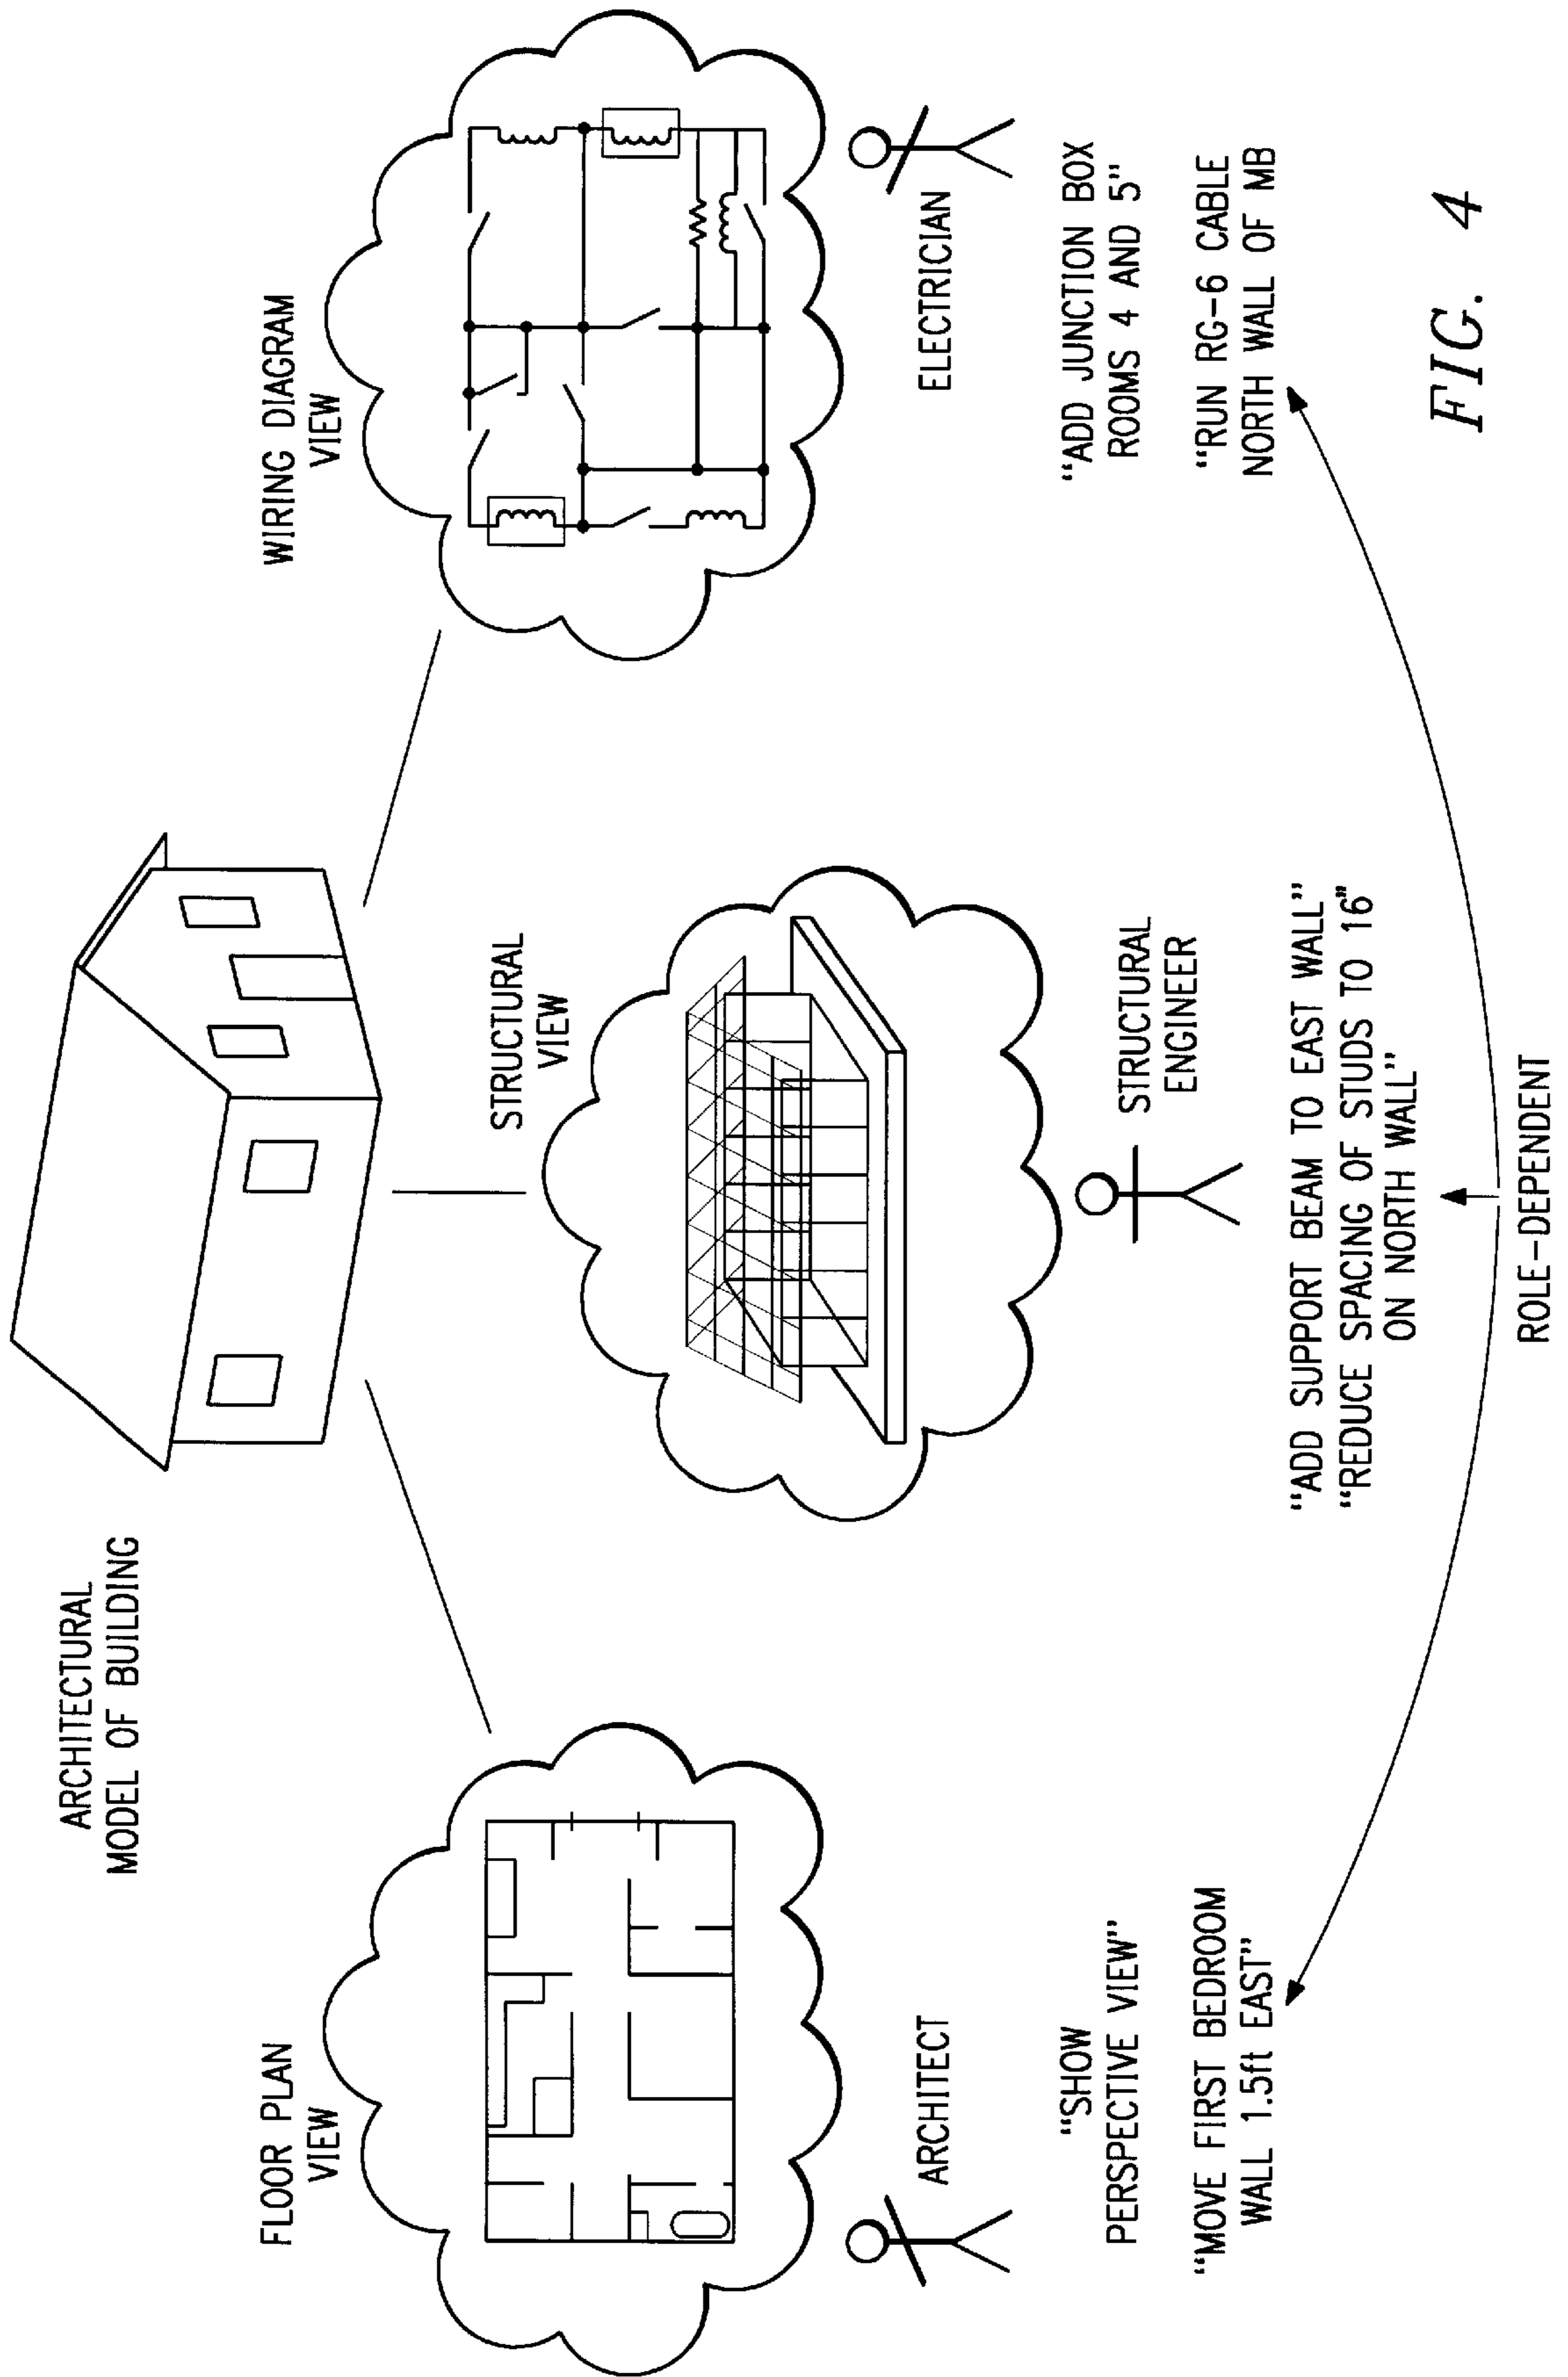 ARCHITECTURAL
MODEL OF BUILDING
FLOOR PLAN
VIEW
STRUCTURAL
VIEW
WIRING DIAGRAM
VIEW
ARCHITECT
"SHOW
PERSPECTIVE VIEW"
"MOVE FIRST BEDROOM
WALL 1.5ft EAST"
STRUCTURAL
ENGINEER
"ADD SUPPORT BEAM TO EAST WALL"
"REDUCE SPACING OF STUDS TO 16"
ON NORTH WALL"
ELECTRICIAN
"ADD JUNCTION BOX
ROOMS 4 AND 5"
"RUN RG-6 CABLE
NORTH WALL OF MB
ROLE-DEPENDENT
FIG. 4